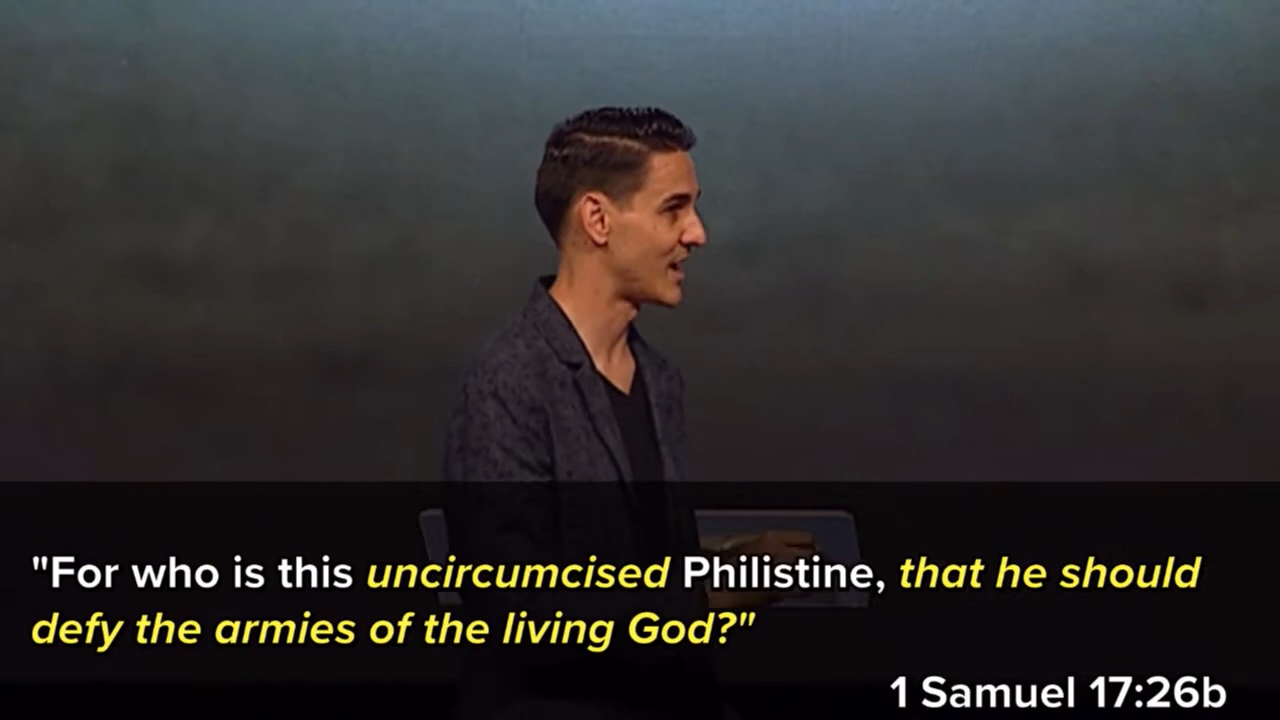 "For who is this uncircumcised Philistine, that he should
defy the armies of the living God?"
1 Samuel 17:26b